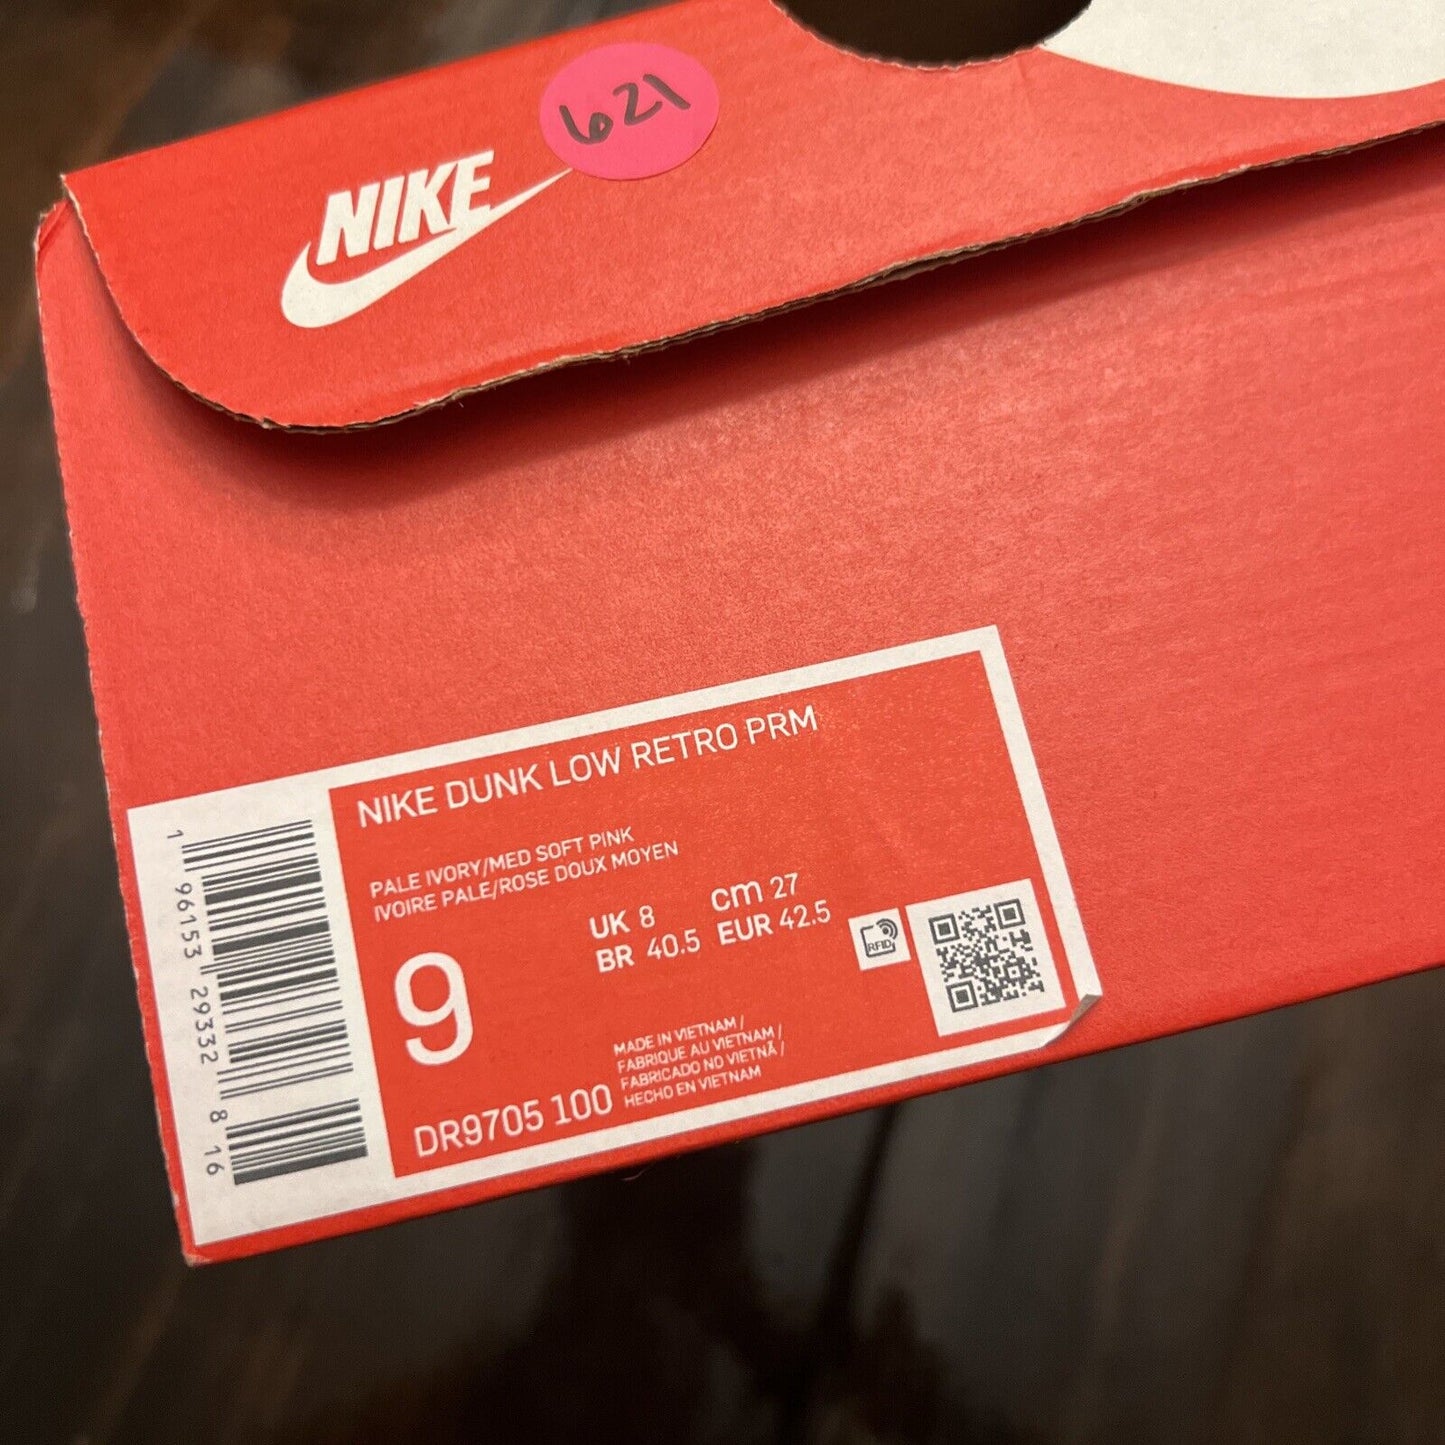 621
NIKE
NIKE DUNK LOW RETRO PRM
PALE IVORY/MED SOFT PINK
IVOIRE PALE/ROSE DOUX MOYEN
UK 8 cm 27
BR 40.5 EUR 42.5
9
RFID
MADE IN VIETNAM /
FABRIQUE AU VIETNAM /
FABRICADO NO VIETNÃ /
HECHO EN VIETNAM
DR9705 100
1 96153 29332 8 16